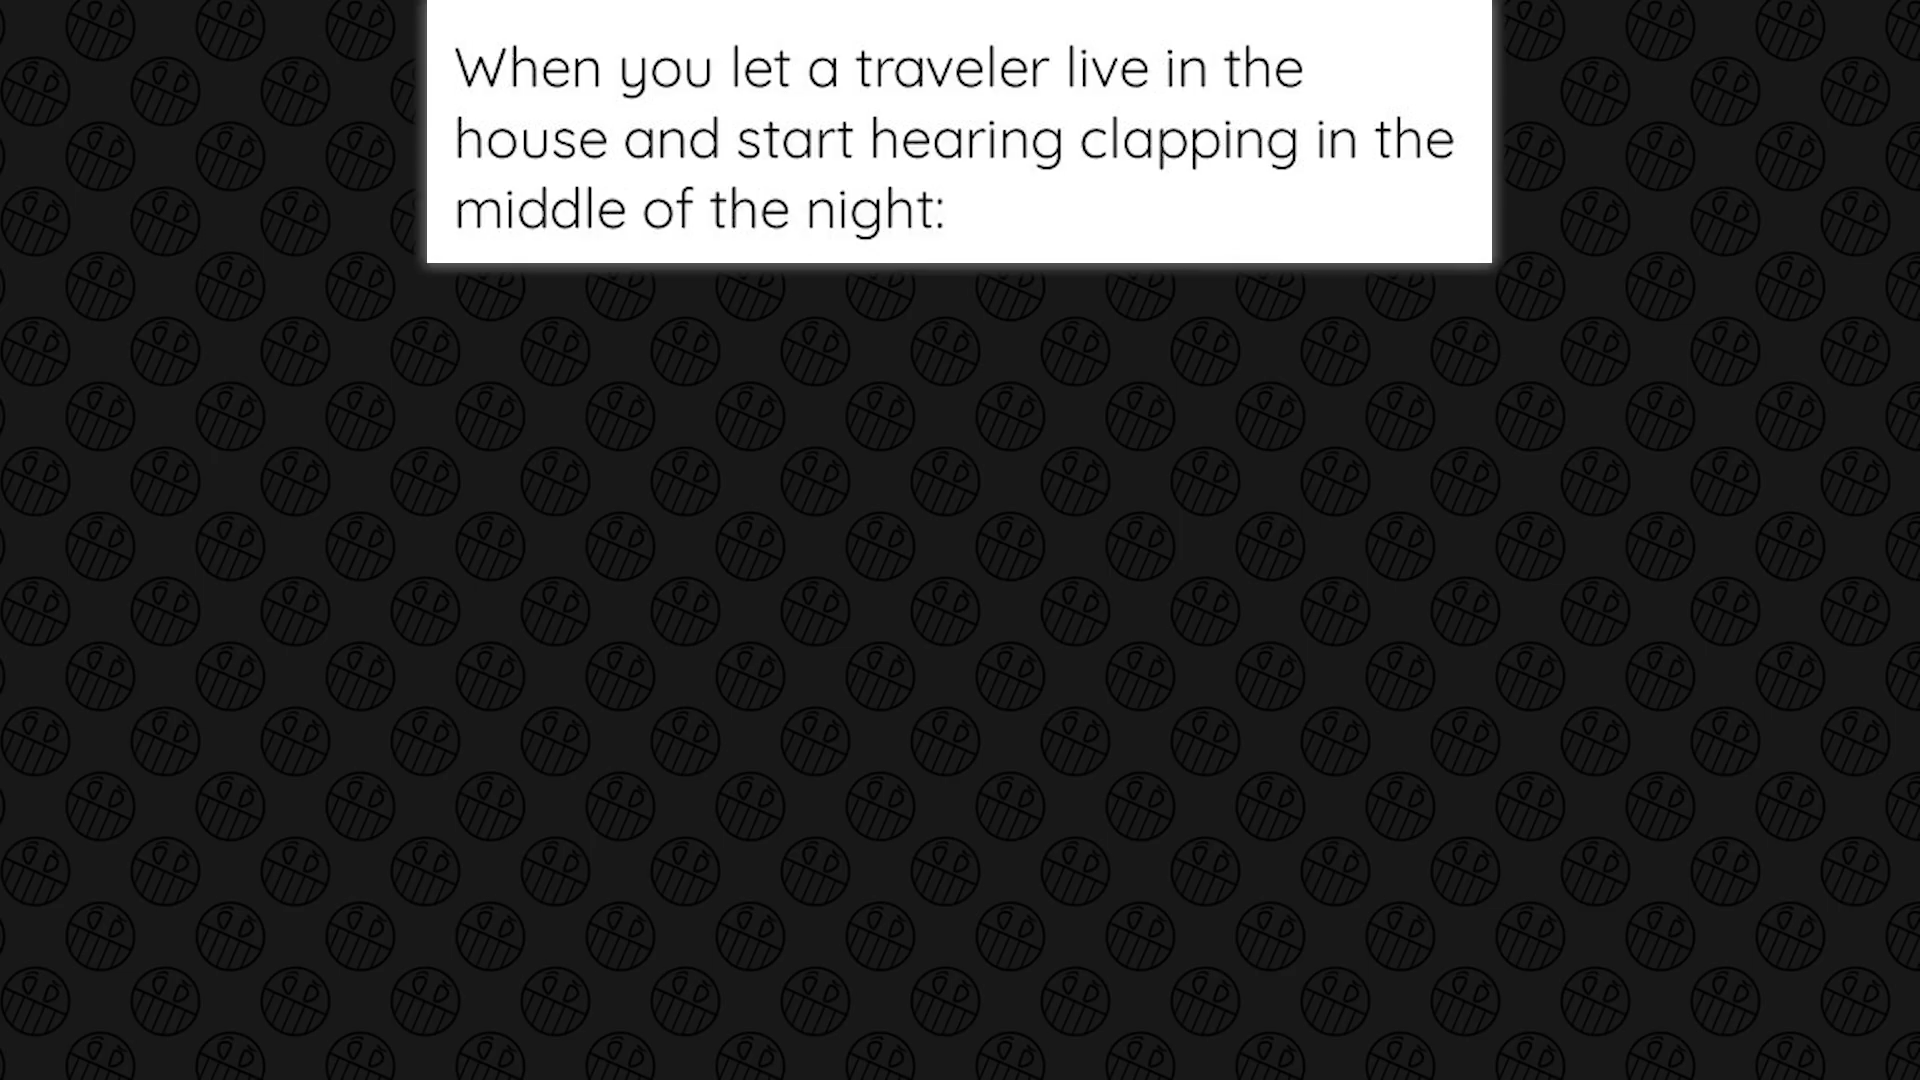 When you let a traveler live in the
house and start hearing clapping in the
middle of the night: